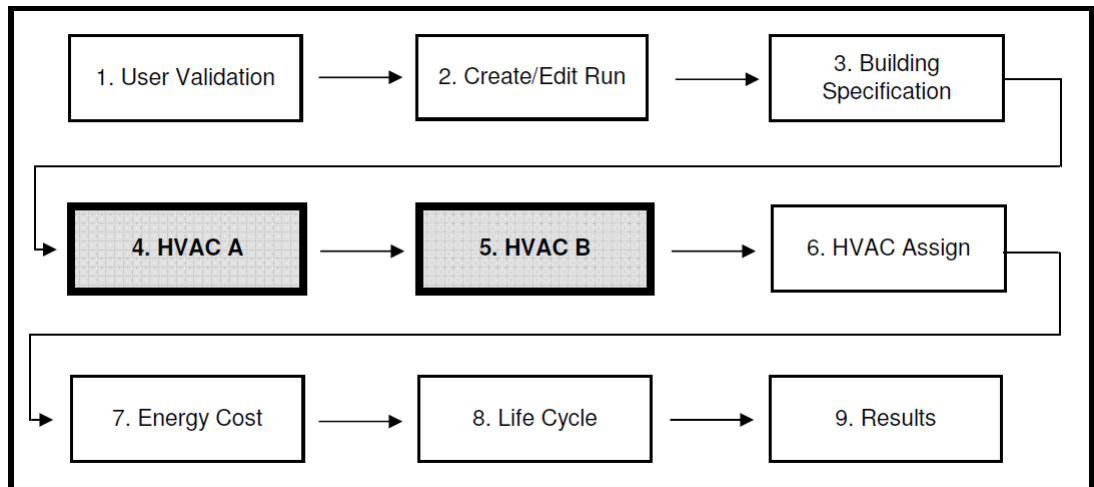 1. User Validation
2. Create/Edit Run
3. Building
Specification
4. HVAC A
5. HVAC B
6. HVAC Assign
7. Energy Cost
8. Life Cycle
9. Results